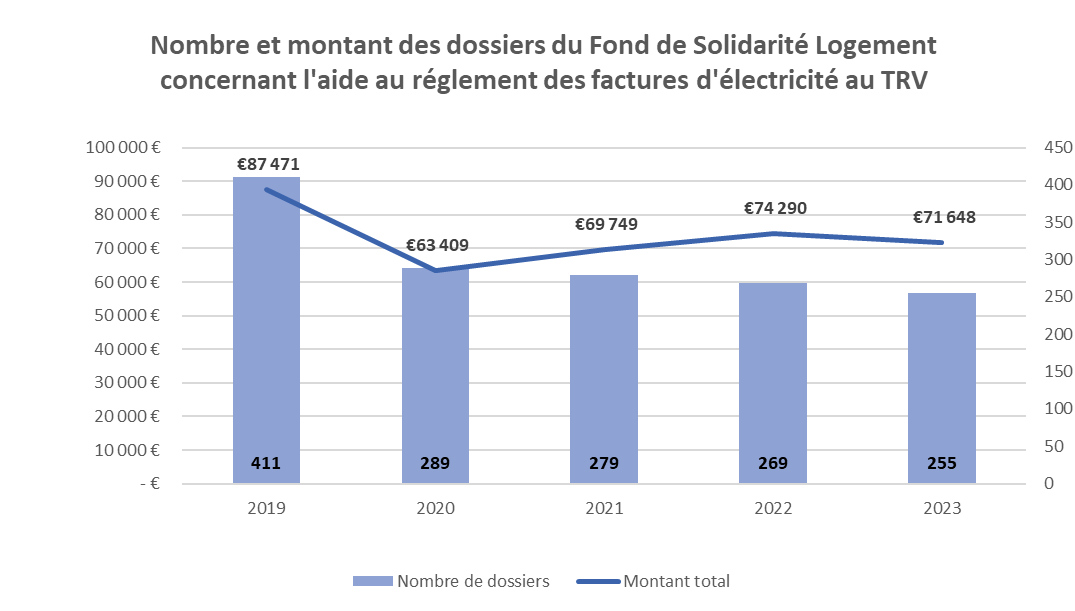 Nombre et montant des dossiers du Fond de Solidarité Logement
concernant l'aide au réglement des factures d'électricité au TRV
100 000 €
90 000 €
80 000 €
70 000 €
60 000 €
50 000 €
40 000 €
30 000 €
20 000 €
10 000 €
- €
€87 471
€63 409
€69 749
€74 290
€71 648
411
289
279
269
255
450
400
350
300
250
200
150
100
50
0
2019
2020
2021
2022
2023
Nombre de dossiers
Montant total